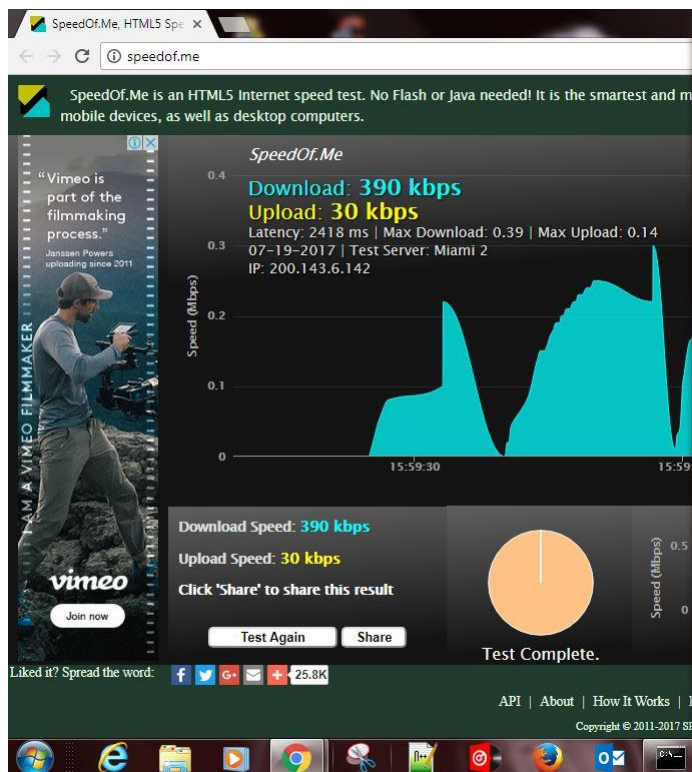 SpeedOf.Me, HTML5 Spe
speedof.me
SpeedOf.Me is an HTML5 Internet speed test. No Flash or Java needed! It is the smartest and m
mobile devices, as well as desktop computers.
“Vimeo is
part of the
filmmaking
process.”
Janssen Powers
uploading since 2011
I AM A VIMEO FILMMAKER
vimeo
Join now
SpeedOf.Me
Download: 390 kbps
Upload: 30 kbps
Latency: 2418 ms | Max Download: 0.39 | Max Upload: 0.14
07-19-2017 | Test Server: Miami 2
IP: 200.143.6.142
Speed (Mbps)
0.4
0.3
0.2
0.1
0
15:59:30
15:59
Download Speed: 390 kbps
Upload Speed: 30 kbps
Click 'Share' to share this result
Test Again
Share
Test Complete.
Speed (Mbps)
0.5
0
Liked it? Spread the word:
f
G+
+
25.8K
API | About | How It Works |
Copyright © 2011-2017
N++
C:\_